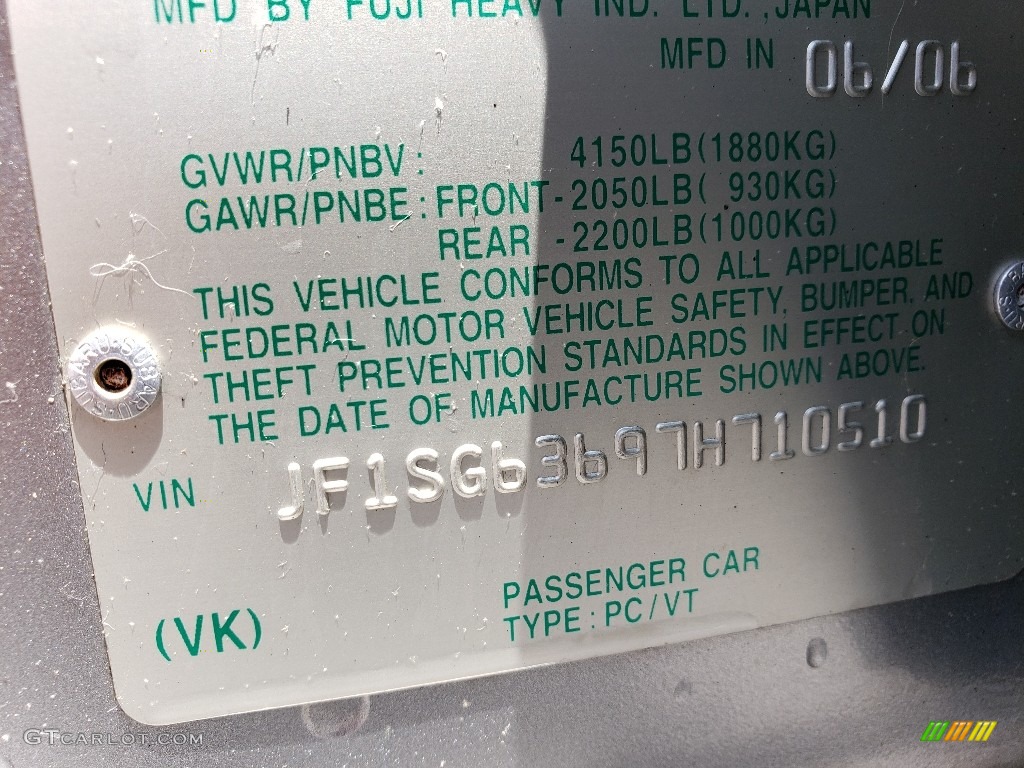 MFD BY FUJI HEAVY IND. LTD.,JAPAN
MFD IN 06/06
GVWR/PNBV: 4150LB(1880KG)
GAWR/PNBE:FRONT-2050LB( 930KG)
REAR -2200LB(1000KG)
THIS VEHICLE CONFORMS TO ALL APPLICABLE
FEDERAL MOTOR VEHICLE SAFETY, BUMPER, AND
THEFT PREVENTION STANDARDS IN EFFECT ON
THE DATE OF MANUFACTURE SHOWN ABOVE.
VIN JF1SG63697H710510
PASSENGER CAR
(VK) TYPE:PC/VT
SUBARU·SUBARU·
GTCARLOT.COM